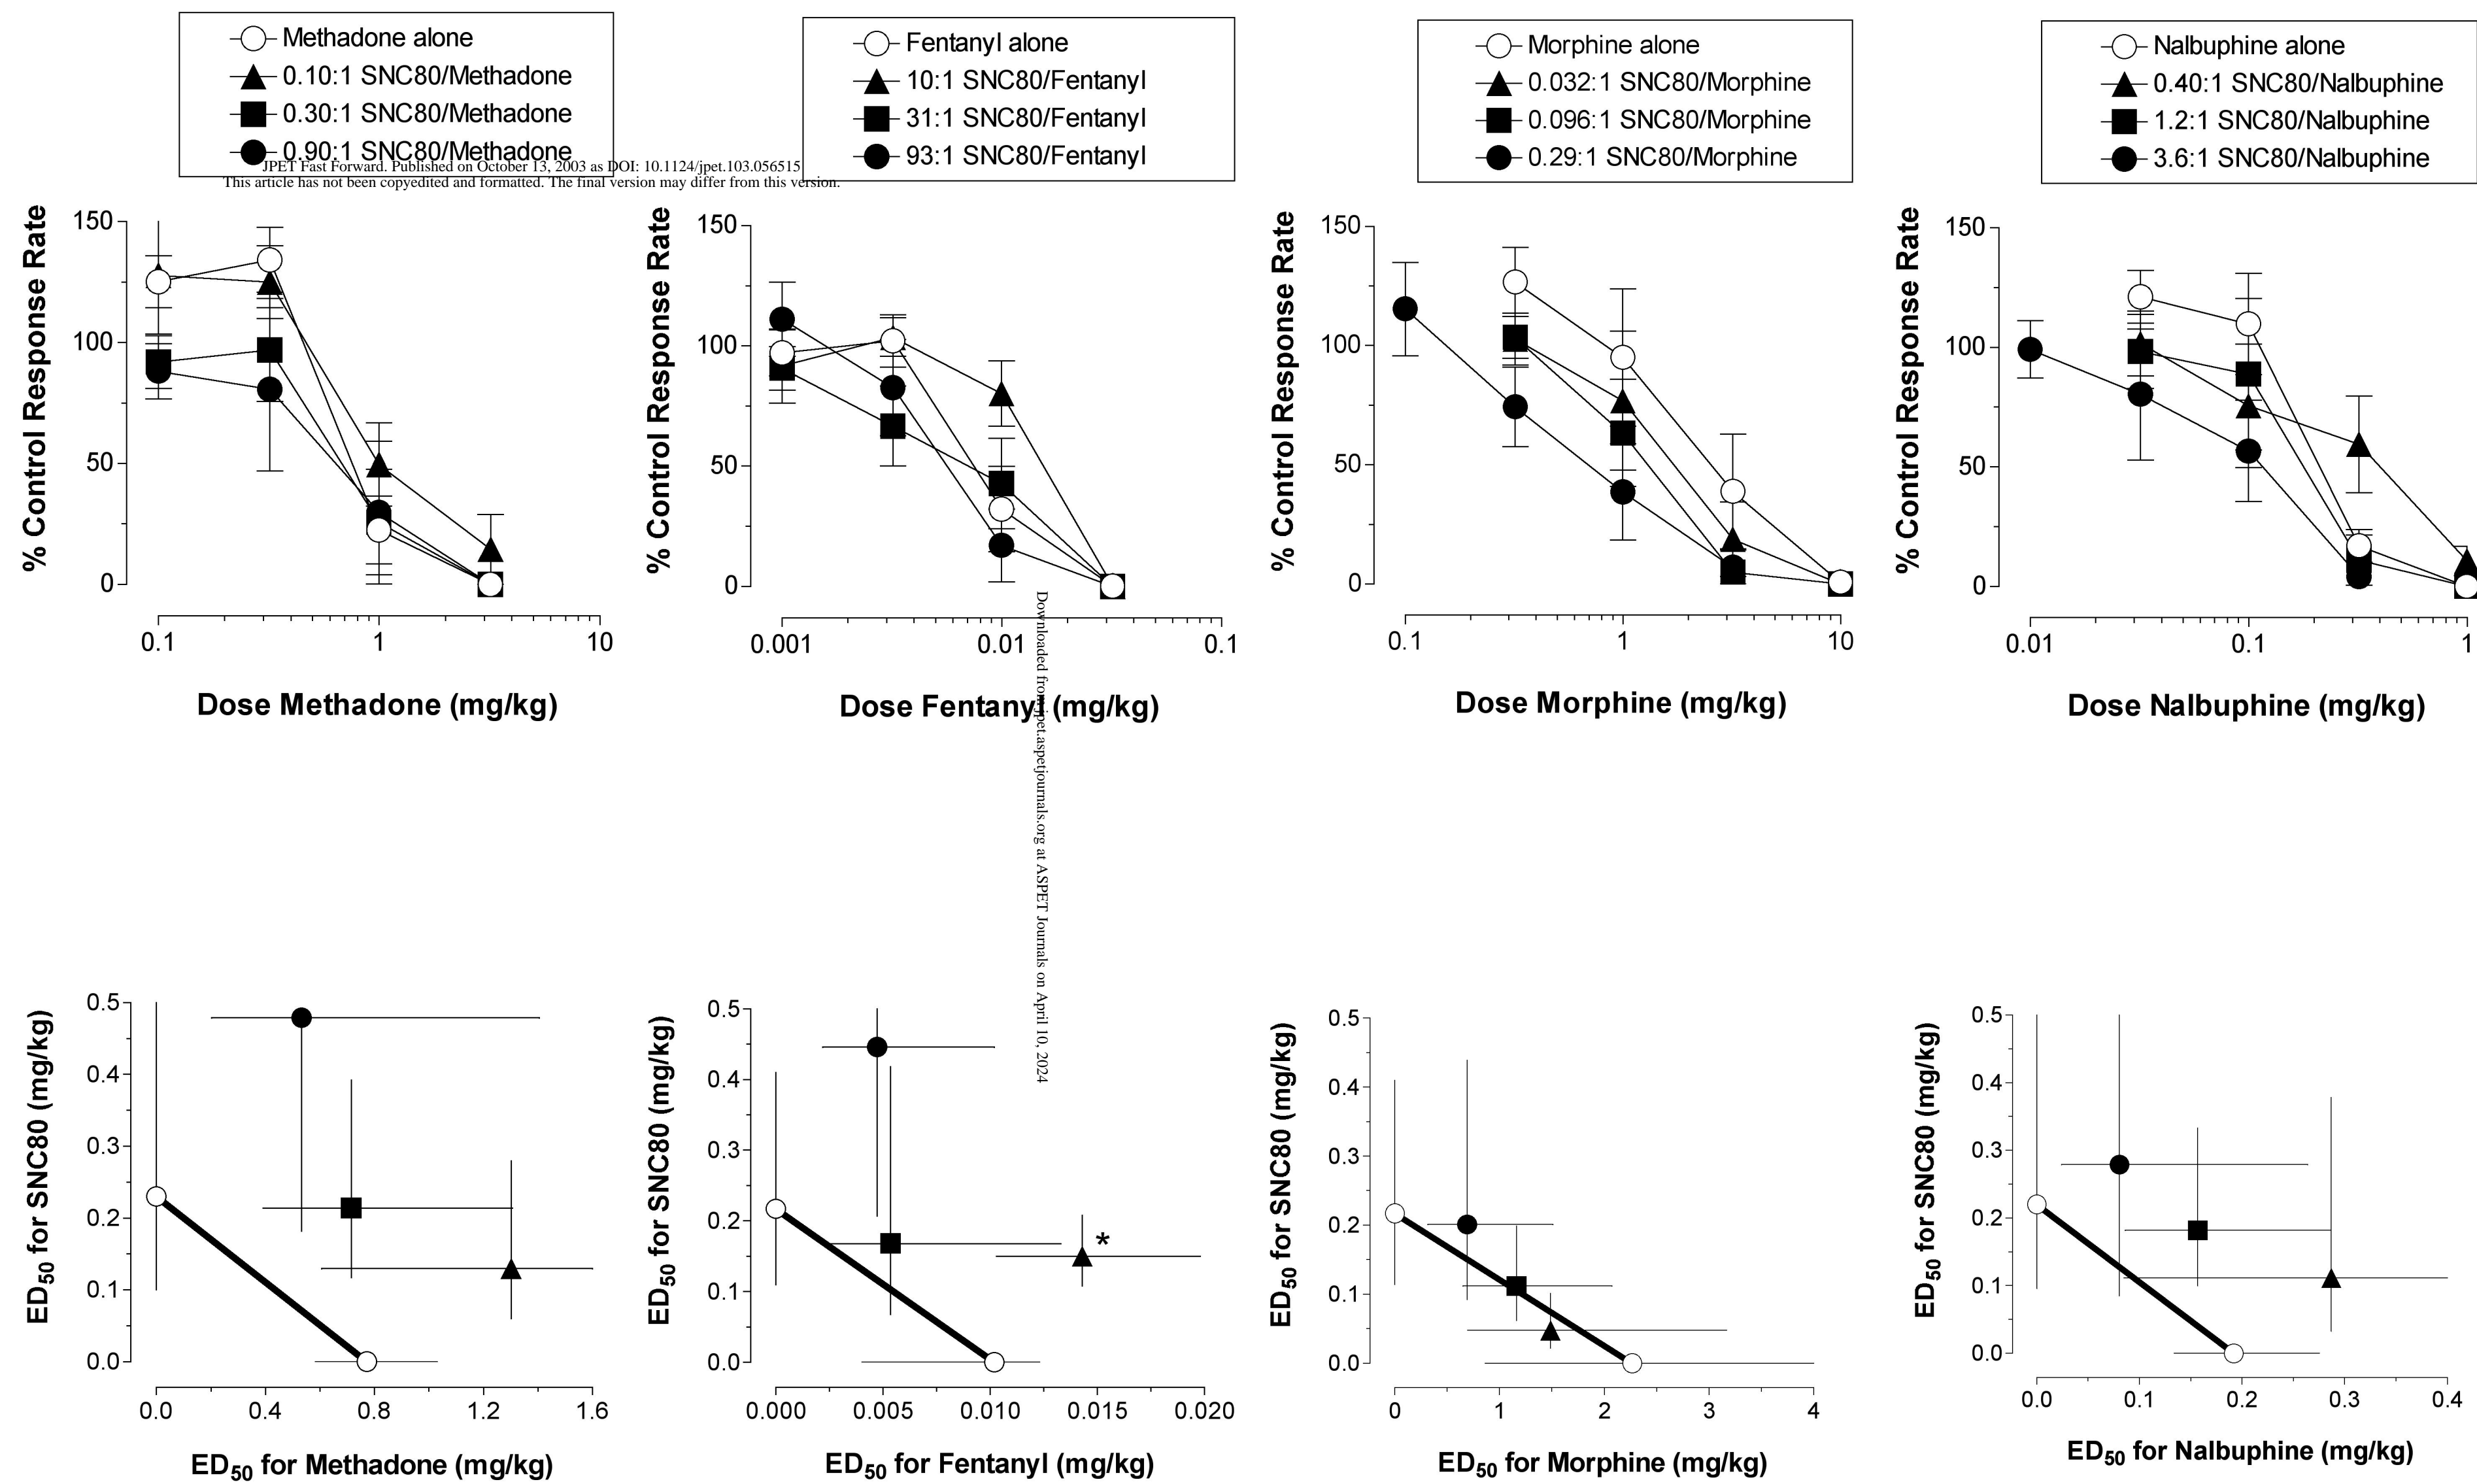 Methadone alone
0.10:1 SNC80/Methadone
0.30:1 SNC80/Methadone
0.90:1 SNC80/Methadone
Fentanyl alone
10:1 SNC80/Fentanyl
31:1 SNC80/Fentanyl
93:1 SNC80/Fentanyl
Morphine alone
0.032:1 SNC80/Morphine
0.096:1 SNC80/Morphine
0.29:1 SNC80/Morphine
Nalbuphine alone
0.40:1 SNC80/Nalbuphine
1.2:1 SNC80/Nalbuphine
3.6:1 SNC80/Nalbuphine
JPET Fast Forward. Published on October 13, 2003 as DOI: 10.1124/jpet.103.056515
This article has not been copyedited and formatted. The final version may differ from this version.
% Control Response Rate
150
100
50
0
0.1 1 10
Dose Methadone (mg/kg)
% Control Response Rate
150
100
50
0
0.001 0.01 0.1
Dose Fentanyl (mg/kg)
% Control Response Rate
150
100
50
0
0.1 1 10
Dose Morphine (mg/kg)
% Control Response Rate
150
100
50
0
0.01 0.1 1
Dose Nalbuphine (mg/kg)
Downloaded from jpet.aspetjournals.org at ASPET Journals on April 10, 2024
ED50 for SNC80 (mg/kg)
0.5
0.4
0.3
0.2
0.1
0.0
0.0 0.4 0.8 1.2 1.6
ED50 for Methadone (mg/kg)
ED50 for SNC80 (mg/kg)
0.5
0.4
0.3
0.2
0.1
0.0
*
0.000 0.005 0.010 0.015 0.020
ED50 for Fentanyl (mg/kg)
ED50 for SNC80 (mg/kg)
0.5
0.4
0.3
0.2
0.1
0.0
0 1 2 3 4
ED50 for Morphine (mg/kg)
ED50 for SNC80 (mg/kg)
0.5
0.4
0.3
0.2
0.1
0.0
0.0 0.1 0.2 0.3 0.4
ED50 for Nalbuphine (mg/kg)